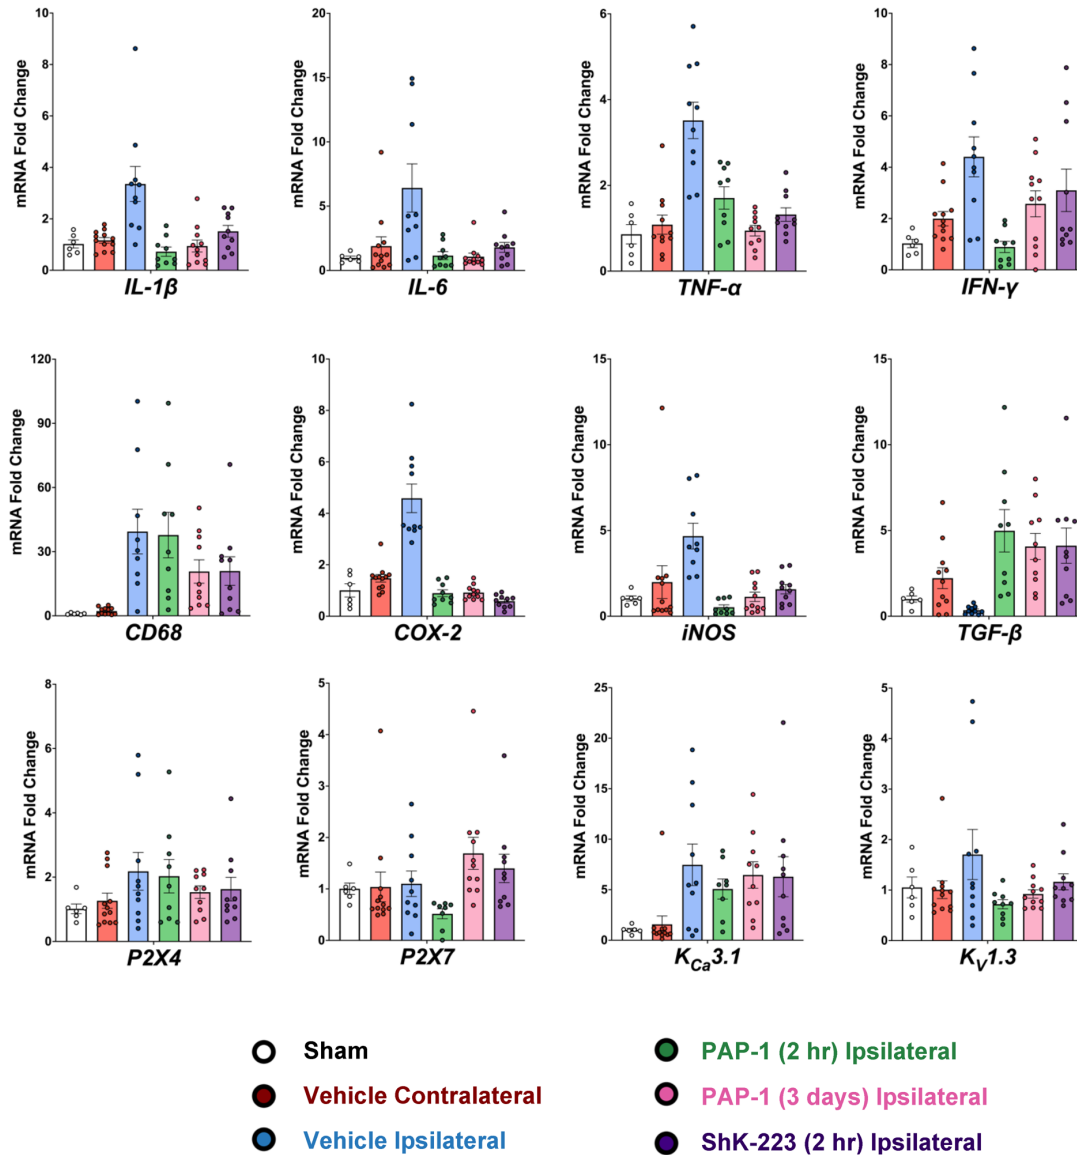 10
8
6
4
2
0
mRNA Fold Change
IL-1β
20
15
10
5
0
mRNA Fold Change
IL-6
6
4
2
0
mRNA Fold Change
TNF-α
10
8
6
4
2
0
mRNA Fold Change
IFN-γ
120
90
60
30
0
mRNA Fold Change
CD68
10
8
6
4
2
0
mRNA Fold Change
COX-2
15
10
5
0
mRNA Fold Change
iNOS
15
10
5
0
mRNA Fold Change
TGF-β
8
6
4
2
0
mRNA Fold Change
P2X4
5
4
3
2
1
0
mRNA Fold Change
P2X7
25
20
15
10
5
0
mRNA Fold Change
KCa3.1
5
4
3
2
1
0
mRNA Fold Change
KV1.3
Sham
Vehicle Contralateral
Vehicle Ipsilateral
PAP-1 (2 hr) Ipsilateral
PAP-1 (3 days) Ipsilateral
ShK-223 (2 hr) Ipsilateral